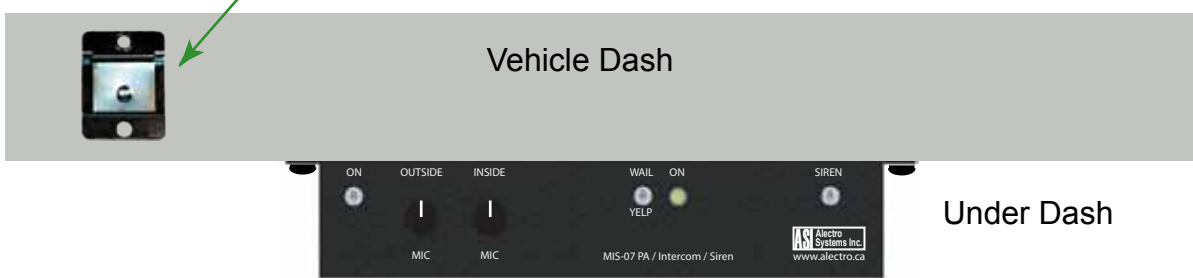 Vehicle Dash
ON OUTSIDE INSIDE WAIL ON SIREN
YELP
MIC MIC MIS-07 PA / Intercom / Siren
ASI Alectro
Systems Inc.
www.alectro.ca
Under Dash